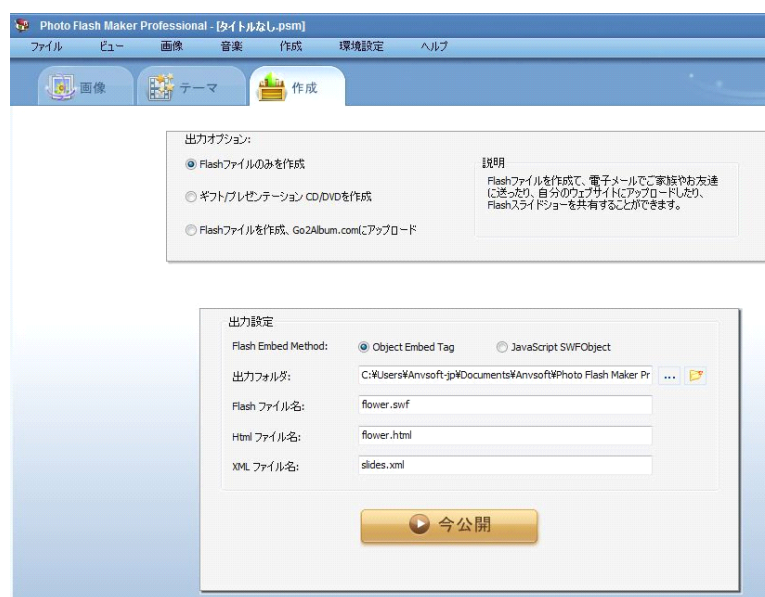 Photo Flash Maker Professional - [タイトルなし.psm]
ファイル ビュー 画像 音楽 作成 環境設定 ヘルプ
画像 テーマ 作成
出力オプション:
Flashファイルのみを作成
ギフト/プレゼンテーション CD/DVDを作成
Flashファイルを作成、Go2Album.comにアップロード
説明
Flashファイルを作成て、電子メールでご家族やお友達
に送ったり、自分のウェブサイトにアップロードしたり、
Flashスライドショーを共有することができます。
出力設定
Flash Embed Method: Object Embed Tag JavaScript SWFObject
出力フォルダ: C:¥Users¥Anvsoft-jp¥Documents¥Anvsoft¥Photo Flash Maker Pr ...
Flash ファイル名: flower.swf
Html ファイル名: flower.html
XML ファイル名: slides.xml
今公開